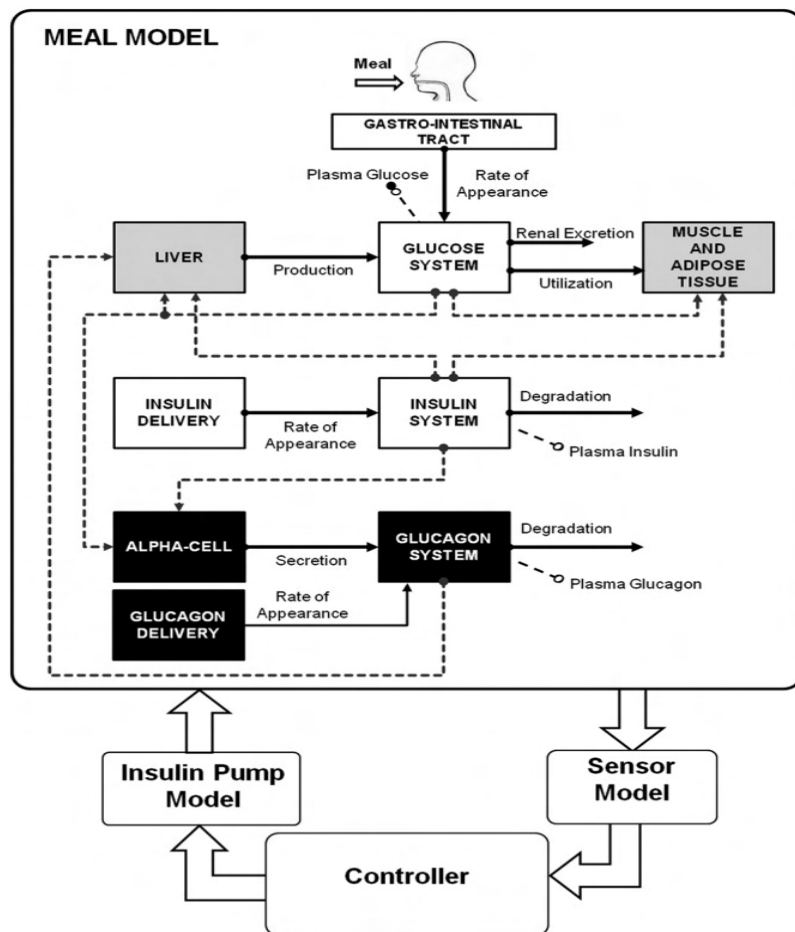 MEAL MODEL
Meal
GASTRO-INTESTINAL
TRACT
Plasma Glucose
Rate of
Appearance
LIVER
Production
GLUCOSE
SYSTEM
Renal Excretion
Utilization
MUSCLE
AND
ADIPOSE
TISSUE
INSULIN
DELIVERY
Rate of
Appearance
INSULIN
SYSTEM
Degradation
Plasma Insulin
ALPHA-CELL
Secretion
GLUCAGON
SYSTEM
Degradation
Plasma Glucagon
GLUCAGON
DELIVERY
Rate of
Appearance
Insulin Pump
Model
Sensor
Model
Controller